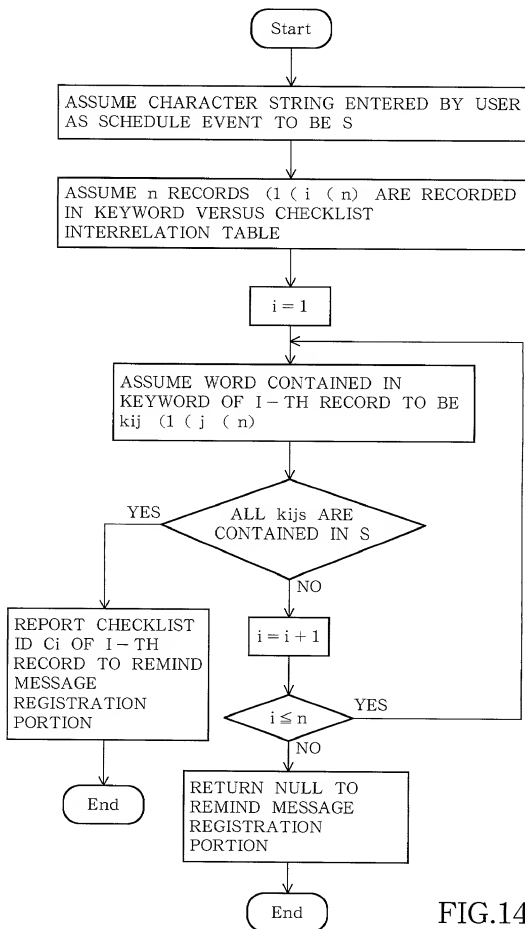 Start
ASSUME CHARACTER STRING ENTERED BY USER
AS SCHEDULE EVENT TO BE S
ASSUME n RECORDS (1 ( i ( n) ARE RECORDED
IN KEYWORD VERSUS CHECKLIST
INTERRELATION TABLE
i = 1
ASSUME WORD CONTAINED IN
KEYWORD OF I-TH RECORD TO BE
kij (1 ( j ( n)
YES
ALL kijs ARE
CONTAINED IN S
NO
REPORT CHECKLIST
ID Ci OF I-TH
RECORD TO REMIND
MESSAGE
REGISTRATION
PORTION
End
i = i + 1
i ≦ n
YES
NO
RETURN NULL TO
REMIND MESSAGE
REGISTRATION
PORTION
End
FIG.14